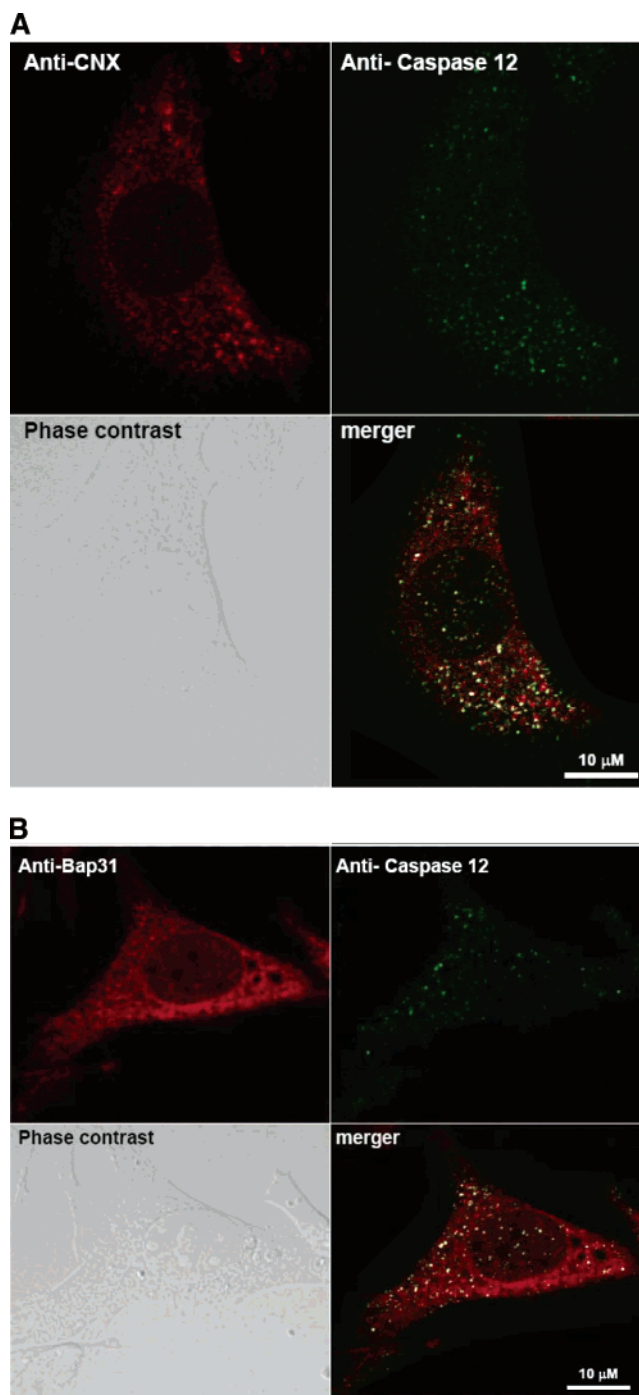 A
Anti-CNX
Anti- Caspase 12
Phase contrast
merger
10 μM
B
Anti-Bap31
Anti- Caspase 12
Phase contrast
merger
10 μM